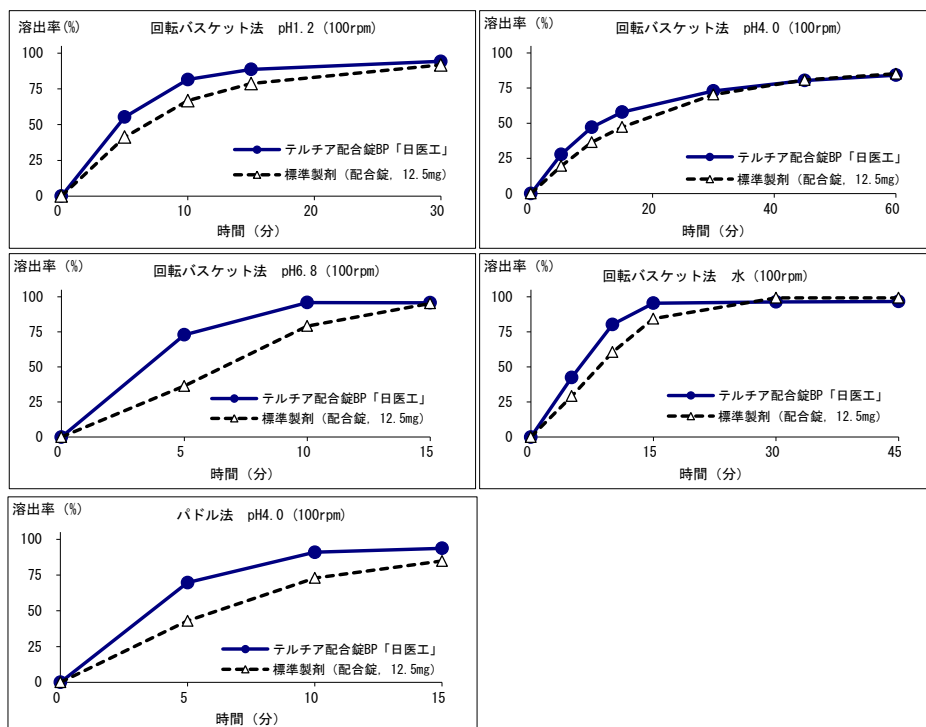 溶出率(%)
回転バスケット法　pH1.2 (100rpm)
100
75
50
25
0
テルチア配合錠BP「日医工」
標準製剤（配合錠, 12.5mg）
0
10
20
30
時間（分）
溶出率 (%)
回転バスケット法　pH4.0 (100rpm)
100
75
50
25
0
テルチア配合錠BP「日医工」
標準製剤（配合錠, 12.5mg）
0
20
40
60
時間（分）
溶出率 (%)
回転バスケット法　pH6.8 (100rpm)
100
75
50
25
0
テルチア配合錠BP「日医工」
標準製剤（配合錠, 12.5mg）
0
5
10
15
時間（分）
溶出率 (%)
回転バスケット法　水 (100rpm)
100
75
50
25
0
テルチア配合錠BP「日医工」
標準製剤（配合錠, 12.5mg）
0
15
30
45
時間（分）
溶出率 (%)
パドル法　pH4.0 (100rpm)
100
75
50
25
0
テルチア配合錠BP「日医工」
標準製剤（配合錠, 12.5mg）
0
5
10
15
時間（分）